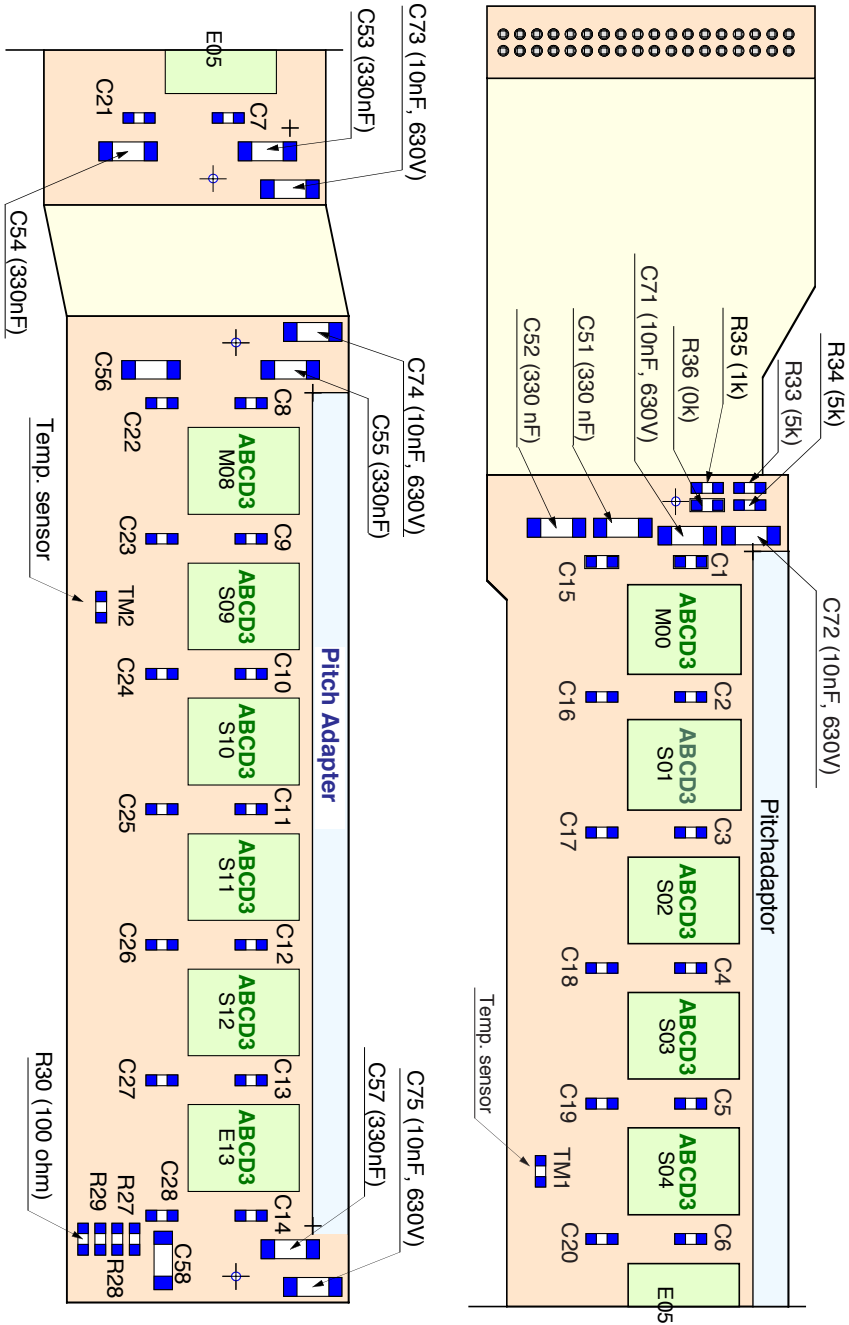 R34 (5k)
R33 (5k)
R35 (1k)
R36 (0k)
C71 (10nF, 630V)
C51 (330 nF)
C52 (330 nF)
C72 (10nF, 630V)
Pitchadaptor
C1
C2
C3
C4
C5
C6
ABCD3
M00
ABCD3
S01
ABCD3
S02
ABCD3
S03
ABCD3
S04
E05
C15
C16
C17
C18
C19
C20
TM1
Temp. sensor
C73 (10nF, 630V)
C53 (330nF)
E05
C7
C21
C54 (330nF)
C74 (10nF, 630V)
C55 (330nF)
C75 (10nF, 630V)
C57 (330nF)
Pitch Adapter
C8
C9
C10
C11
C12
C13
C14
ABCD3
M08
ABCD3
S09
ABCD3
S10
ABCD3
S11
ABCD3
S12
ABCD3
E13
C56
C22
C23
C24
C25
C26
C27
C28
C58
TM2
R27
R28
R29
Temp. sensor
R30 (100 ohm)